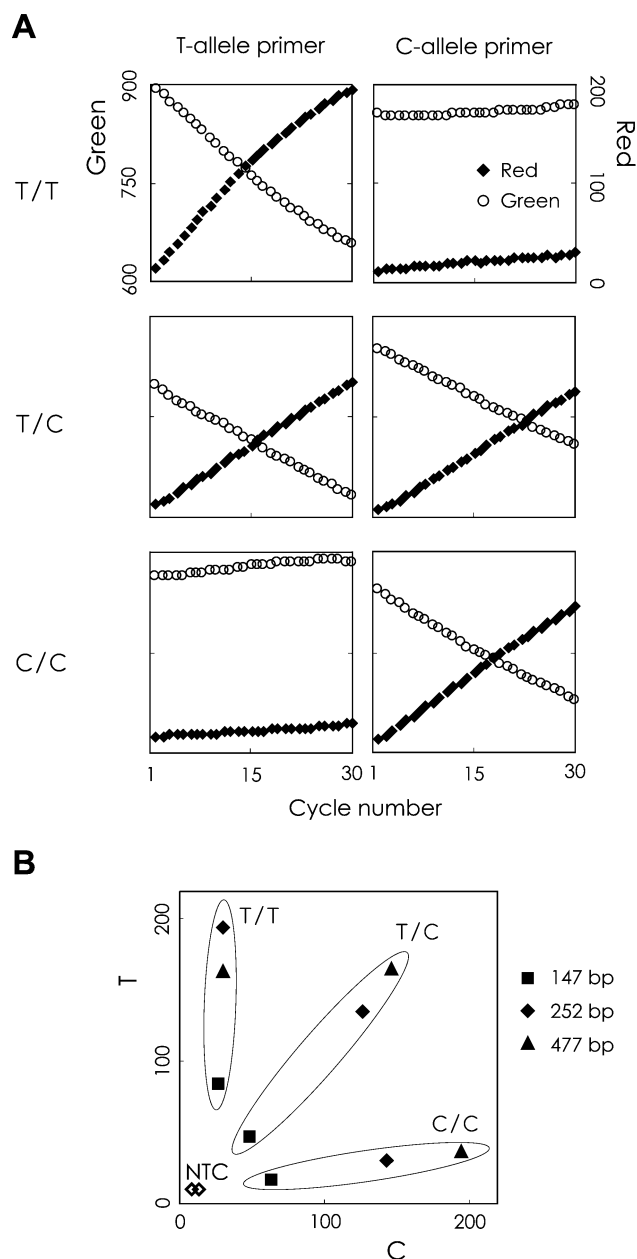 A
T-allele primer C-allele primer
Green
900
750
600
Red
200
100
0
T/T
Red
Green
T/C
C/C
1 15 30 1 15 30
Cycle number
B
T
200
100
0
T/T
T/C
C/C
NTC
147 bp
252 bp
477 bp
0 100 200
C